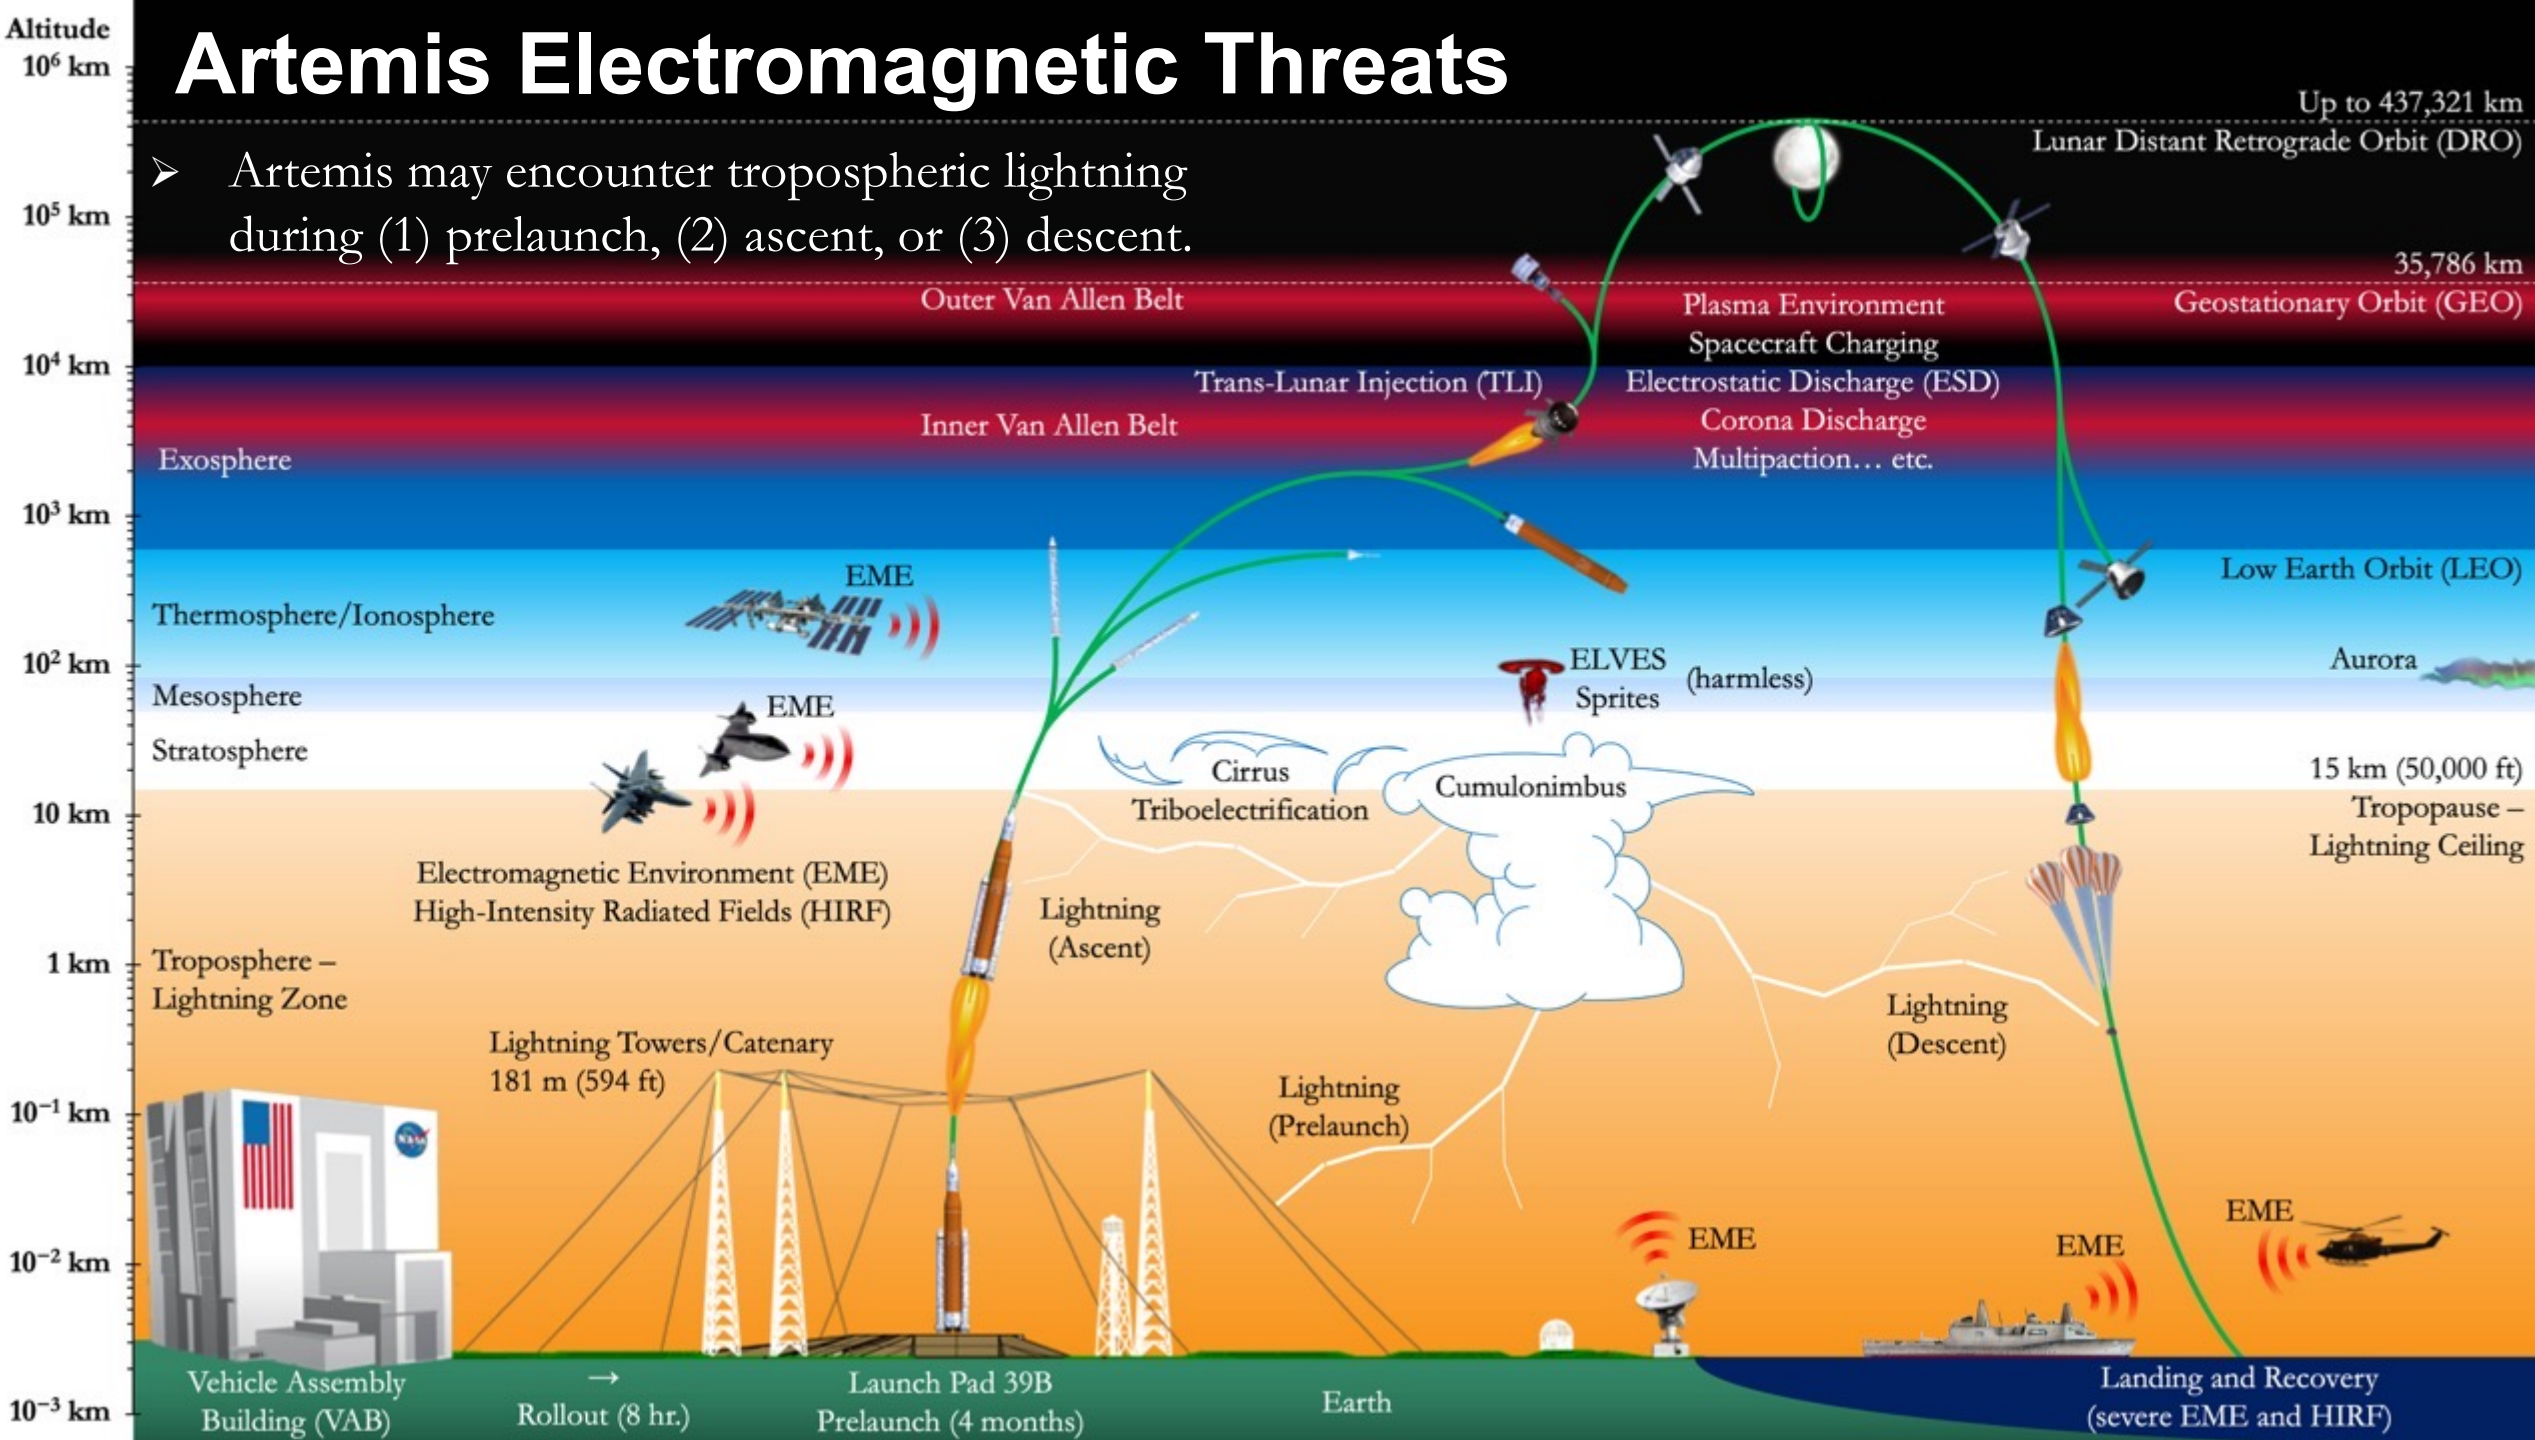 Altitude
10⁶ km
10⁵ km
10⁴ km
10³ km
10² km
10 km
1 km
10⁻¹ km
10⁻² km
10⁻³ km
Artemis Electromagnetic Threats
➢ Artemis may encounter tropospheric lightning
during (1) prelaunch, (2) ascent, or (3) descent.
Up to 437,321 km
Lunar Distant Retrograde Orbit (DRO)
35,786 km
Geostationary Orbit (GEO)
Outer Van Allen Belt
Plasma Environment
Spacecraft Charging
Electrostatic Discharge (ESD)
Corona Discharge
Multipaction… etc.
Trans-Lunar Injection (TLI)
Inner Van Allen Belt
Exosphere
Low Earth Orbit (LEO)
EME
Thermosphere/Ionosphere
Aurora
ELVES
Sprites
(harmless)
Mesosphere
EME
Stratosphere
Cirrus
Triboelectrification
Cumulonimbus
15 km (50,000 ft)
Tropopause –
Lightning Ceiling
Electromagnetic Environment (EME)
High-Intensity Radiated Fields (HIRF)
Lightning
(Ascent)
Troposphere –
Lightning Zone
Lightning
(Descent)
Lightning Towers/Catenary
181 m (594 ft)
Lightning
(Prelaunch)
NASA
EME
EME
EME
Vehicle Assembly
Building (VAB)
→
Rollout (8 hr.)
Launch Pad 39B
Prelaunch (4 months)
Earth
Landing and Recovery
(severe EME and HIRF)